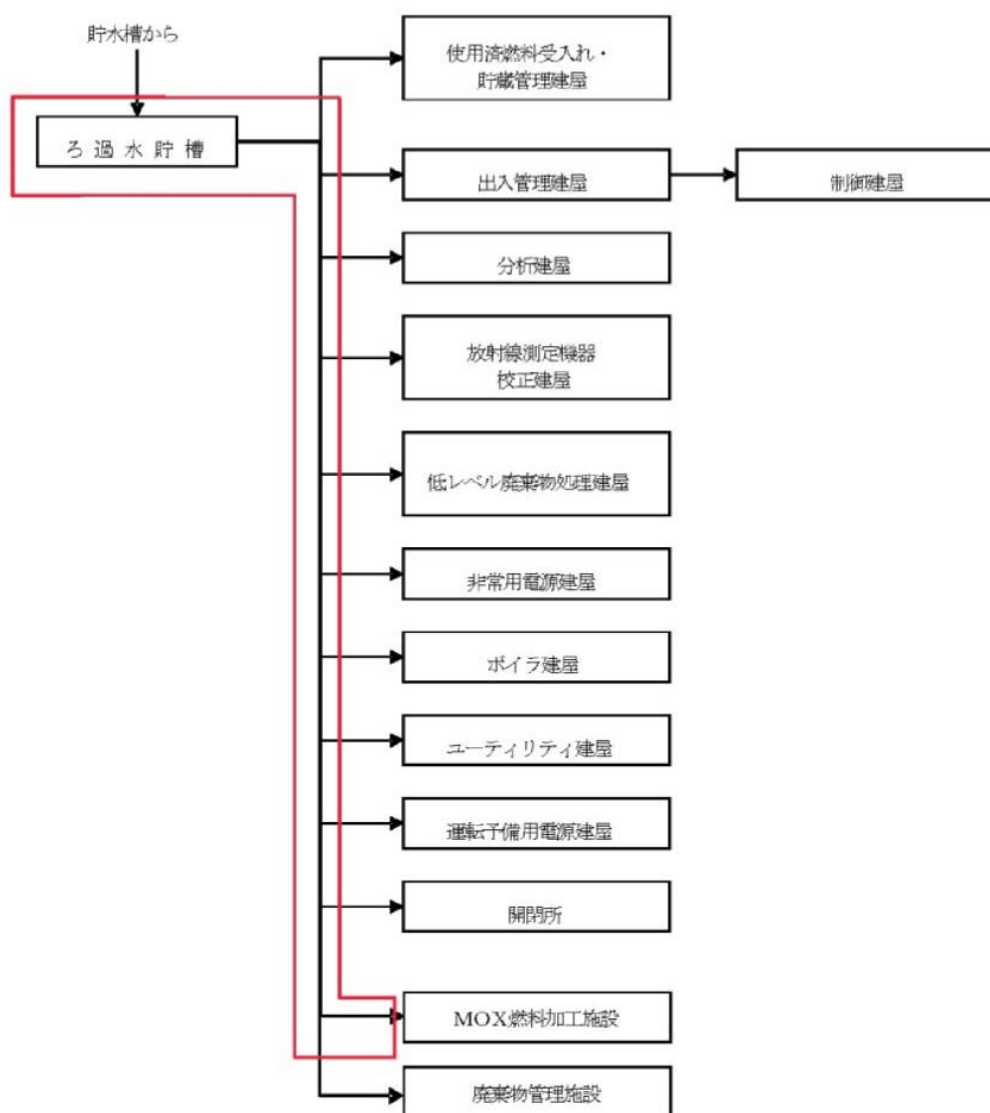 貯水槽から
ろ過水貯槽
使用済燃料受入れ・
貯蔵管理建屋
出入管理建屋
制御建屋
分析建屋
放射線測定機器
校正建屋
低レベル廃棄物処理建屋
非常用電源建屋
ボイラ建屋
ユーティリティ建屋
運転予備用電源建屋
開閉所
MOX燃料加工施設
廃棄物管理施設